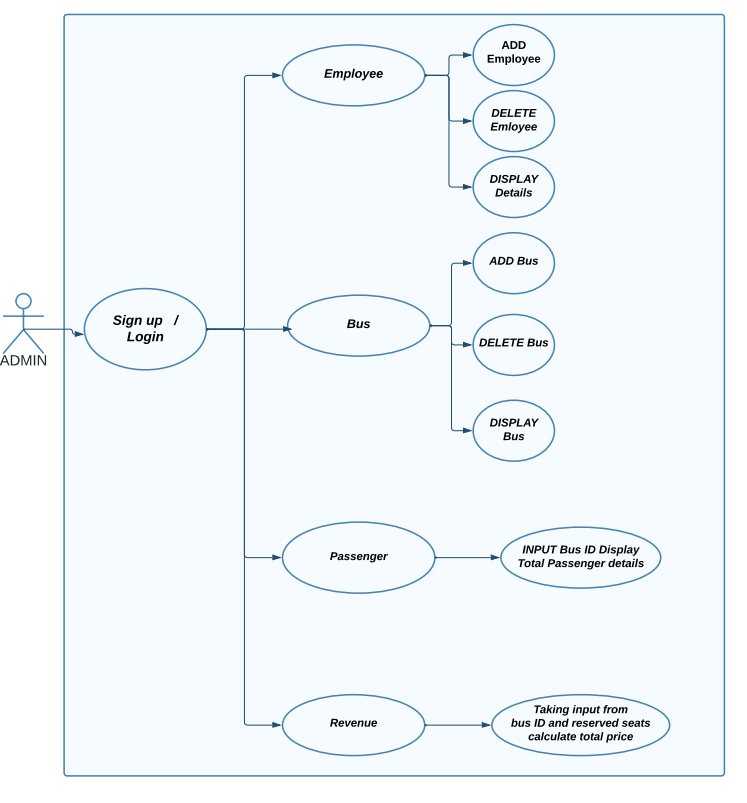 ADD
Employee
Employee
DELETE
Emloyee
DISPLAY
Details
ADD Bus
Sign up /
Login
Bus
DELETE Bus
ADMIN
DISPLAY
Bus
Passenger
INPUT Bus ID Display
Total Passenger details
Revenue
Taking input from
bus ID and reserved seats
calculate total price